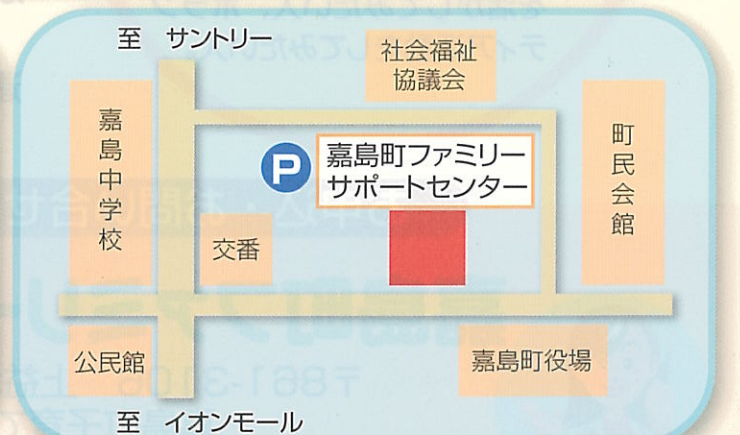 至 サントリー
社会福祉
協議会
嘉島中学校
P
嘉島町ファミリー
サポートセンター
町民会館
交番
公民館
嘉島町役場
至 イオンモール